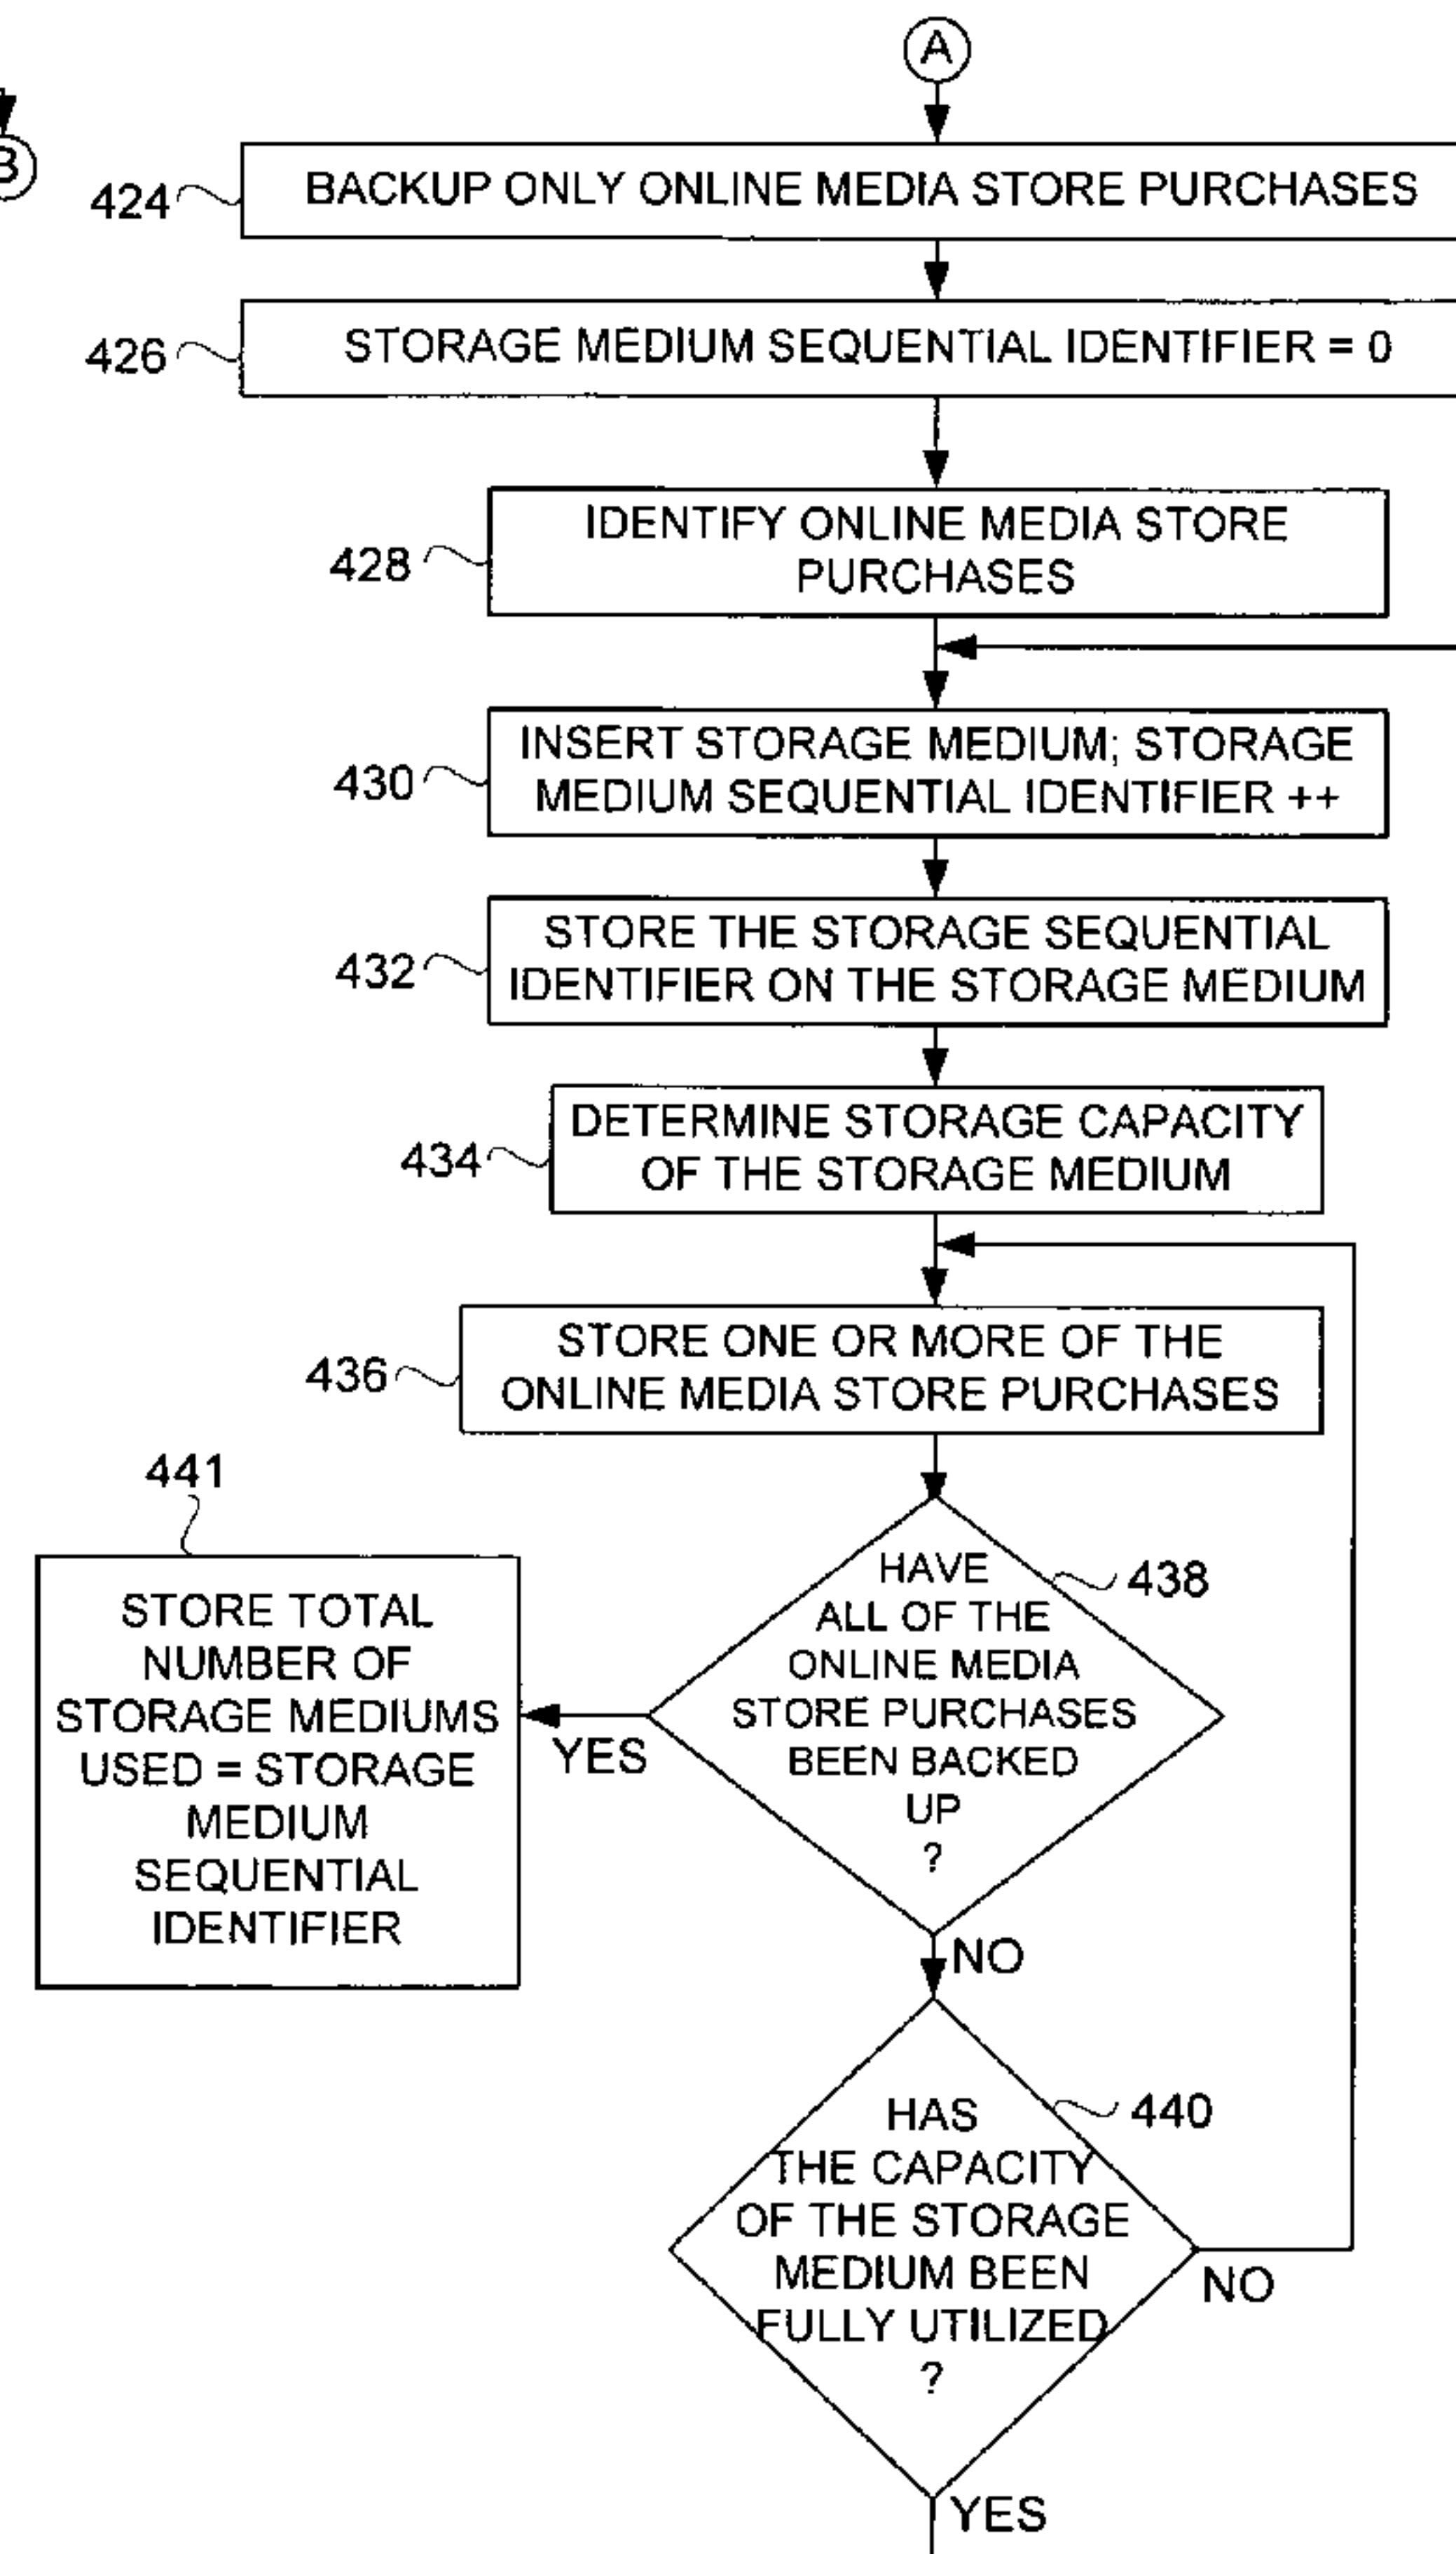 A
B
424
BACKUP ONLY ONLINE MEDIA STORE PURCHASES
426
STORAGE MEDIUM SEQUENTIAL IDENTIFIER = 0
428
IDENTIFY ONLINE MEDIA STORE
PURCHASES
430
INSERT STORAGE MEDIUM; STORAGE
MEDIUM SEQUENTIAL IDENTIFIER ++
432
STORE THE STORAGE SEQUENTIAL
IDENTIFIER ON THE STORAGE MEDIUM
434
DETERMINE STORAGE CAPACITY
OF THE STORAGE MEDIUM
436
STORE ONE OR MORE OF THE
ONLINE MEDIA STORE PURCHASES
441
STORE TOTAL
NUMBER OF
STORAGE MEDIUMS
USED = STORAGE
MEDIUM
SEQUENTIAL
IDENTIFIER
YES
438
HAVE
ALL OF THE
ONLINE MEDIA
STORE PURCHASES
BEEN BACKED
UP
?
NO
440
HAS
THE CAPACITY
OF THE STORAGE
MEDIUM BEEN
FULLY UTILIZED
?
NO
YES